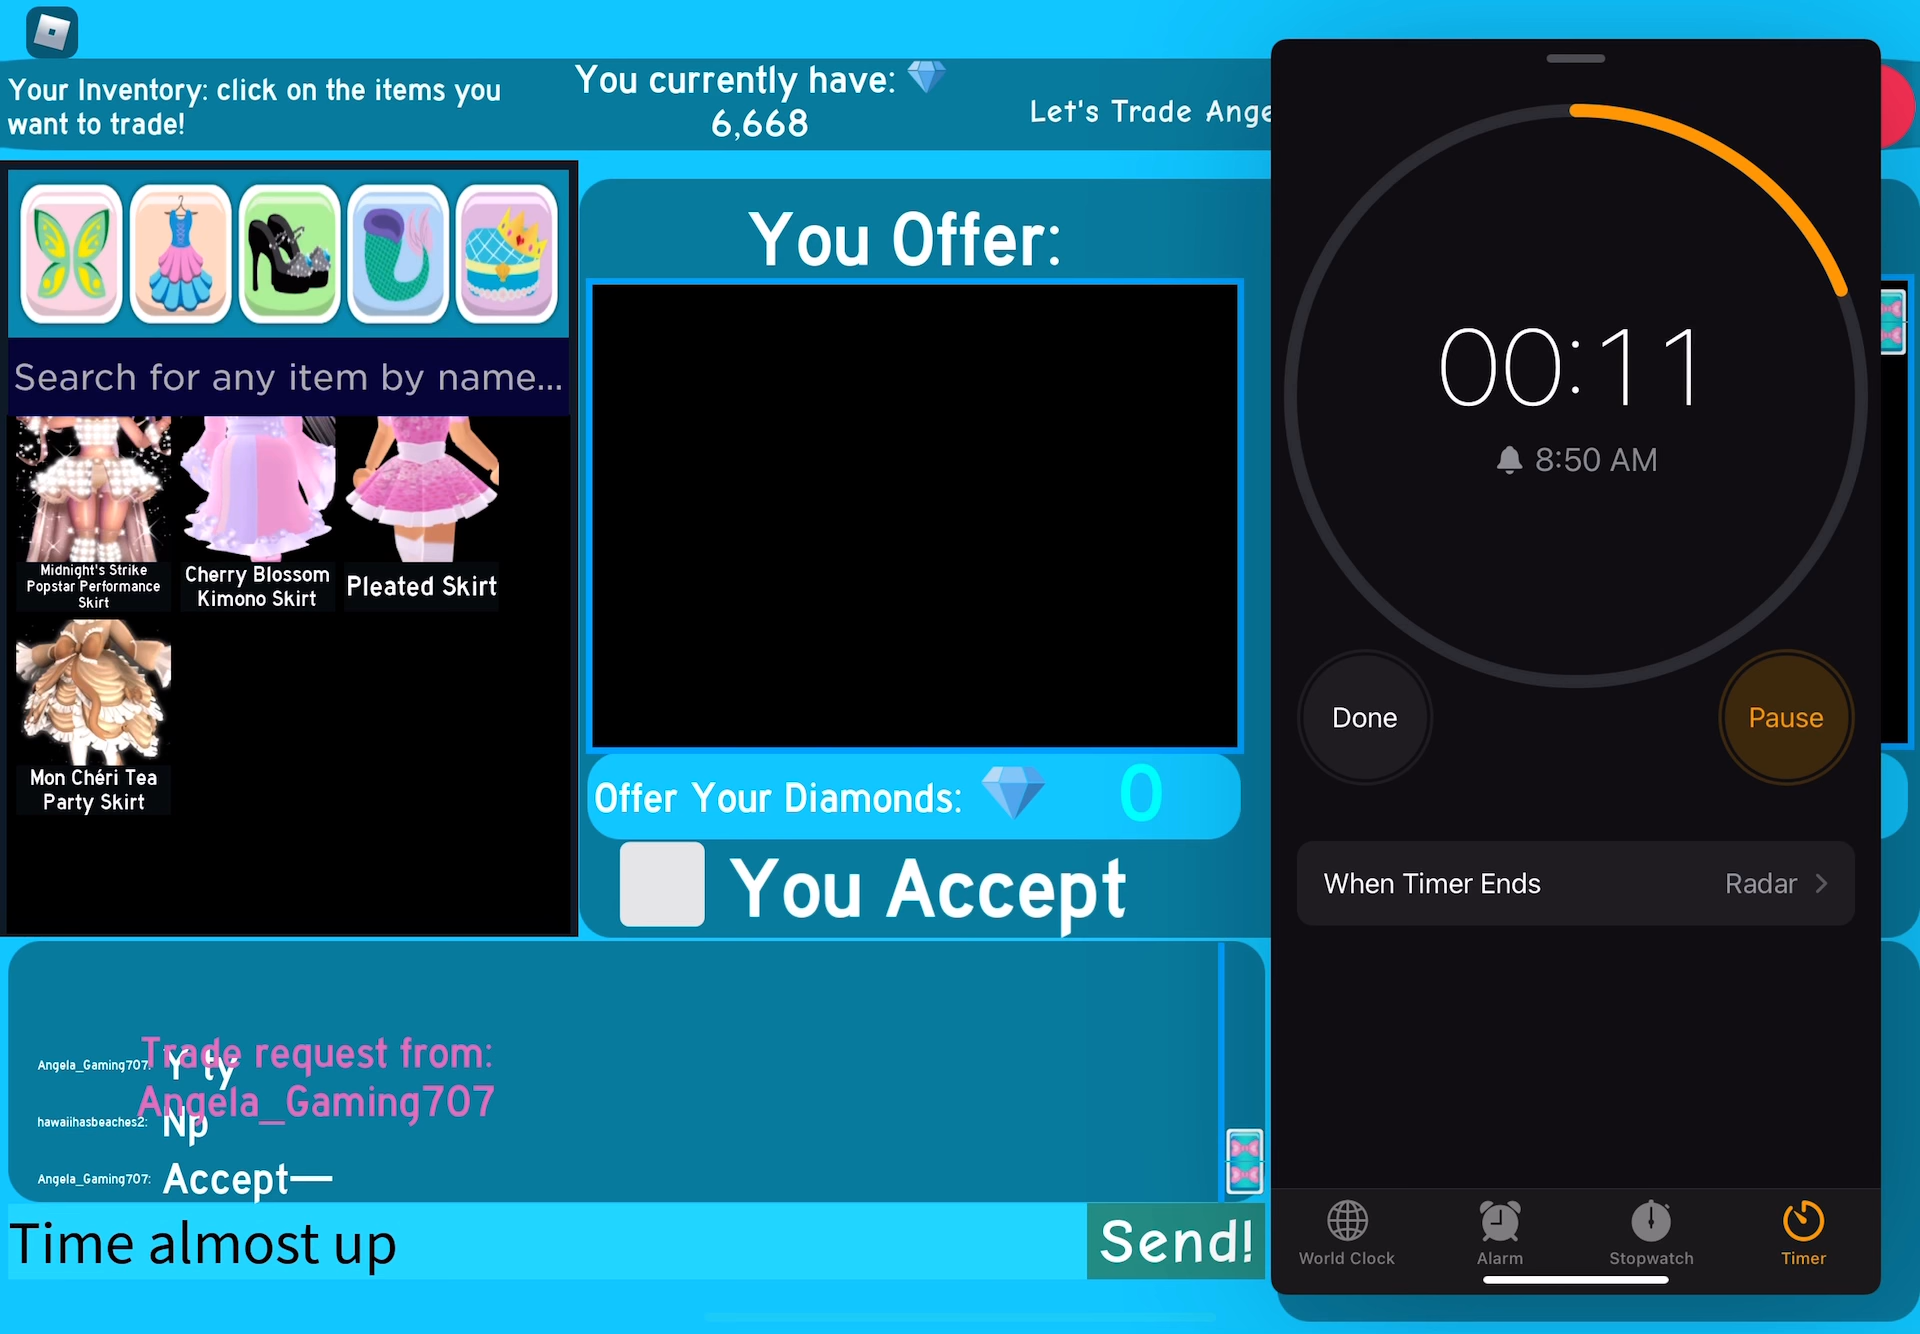 Your Inventory: click on the items you
want to trade!
You currently have:
6,668
Let's Trade Ange
You Offer:
Search for any item by name...
Midnight's Strike
Popstar Performance
Skirt
Cherry Blossom
Kimono Skirt
Pleated Skirt
Mon Chéri Tea
Party Skirt
Offer Your Diamonds: 0
You Accept
Trade request from:
Angela_Gaming707
Angela_Gaming707: Y ty
hawaiihasbeaches2: Np
Angela_Gaming707: Accept—
Time almost up
Send!
00:11
8:50 AM
Done
Pause
When Timer Ends Radar
World Clock
Alarm
Stopwatch
Timer